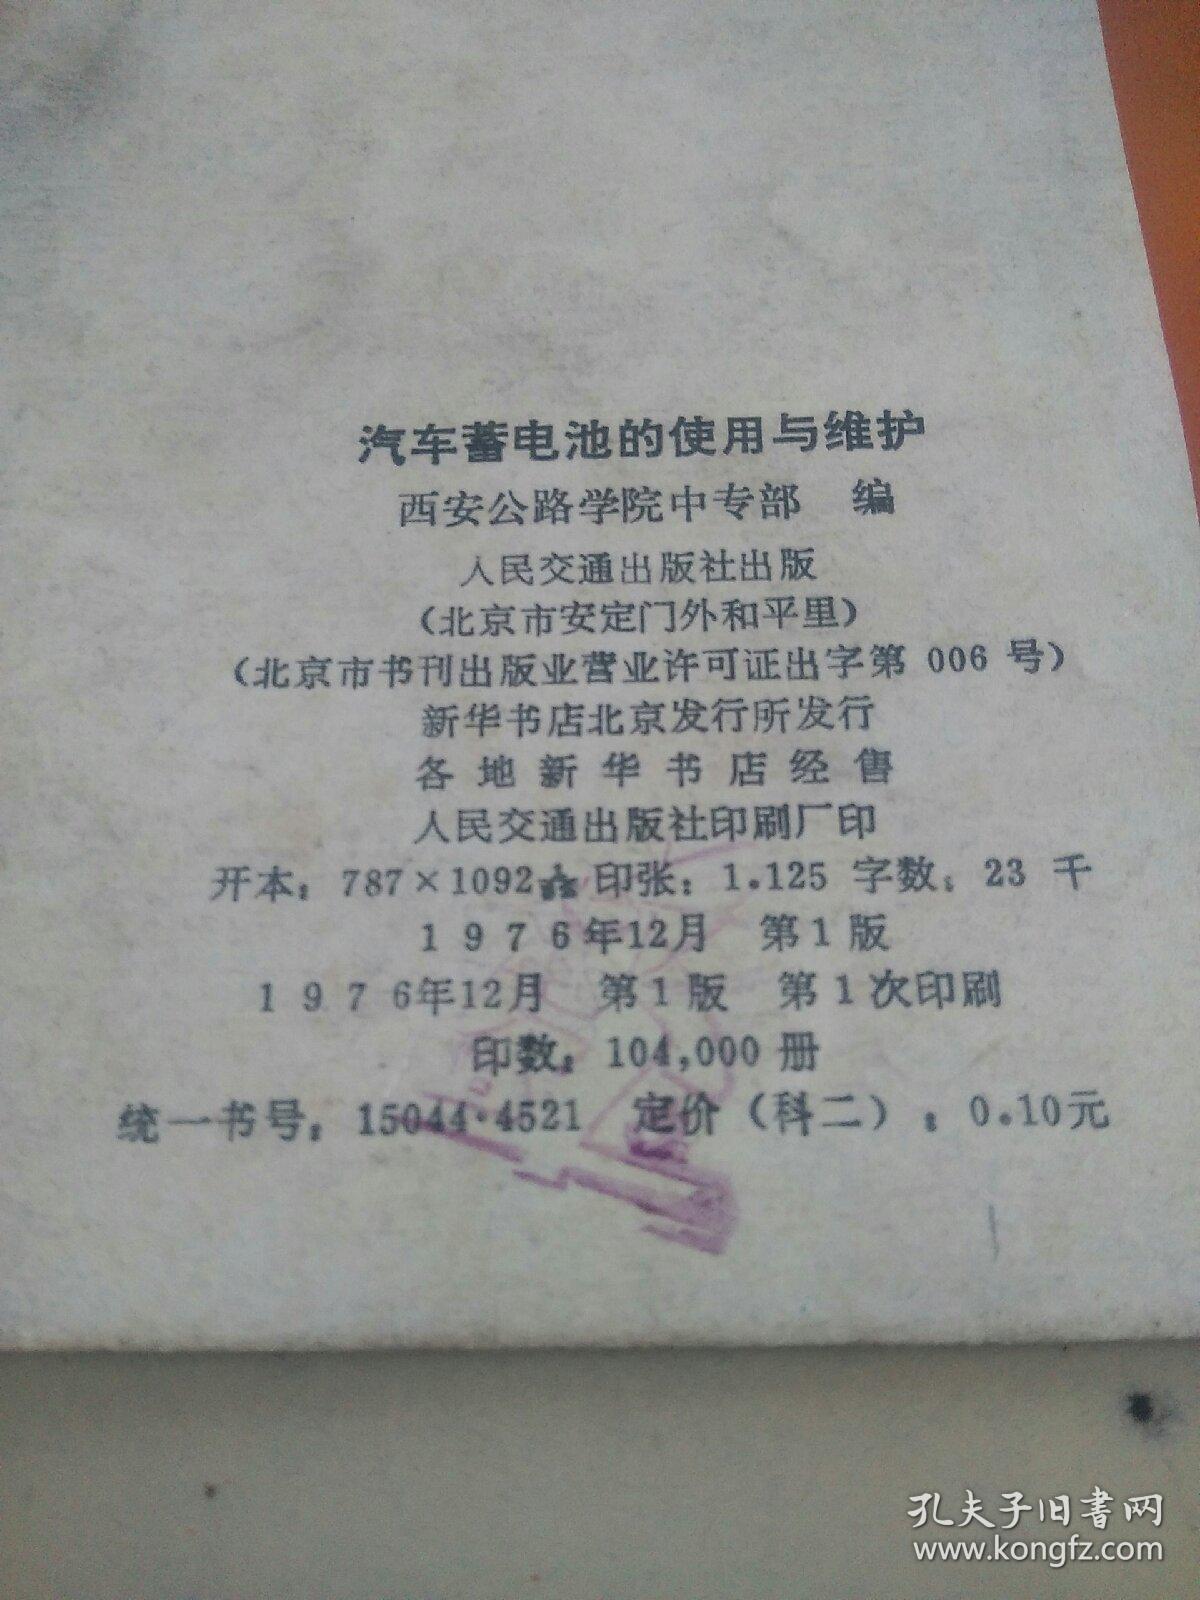 汽车蓄电池的使用与维护
西安公路学院中专部 编
人民交通出版社出版
(北京市安定门外和平里)
(北京市书刊出版业营业许可证出字第 006 号)
新华书店北京发行所发行
各地新华书店经售
人民交通出版社印刷厂印
开本：787×1092 印张：1.125 字数：23 千
1976年12月 第1版
1976年12月 第1版 第1次印刷
印数：104,000 册
统一书号：15044·4521 定价（科二）：0.10元
孔夫子旧书网
www.kongfz.com